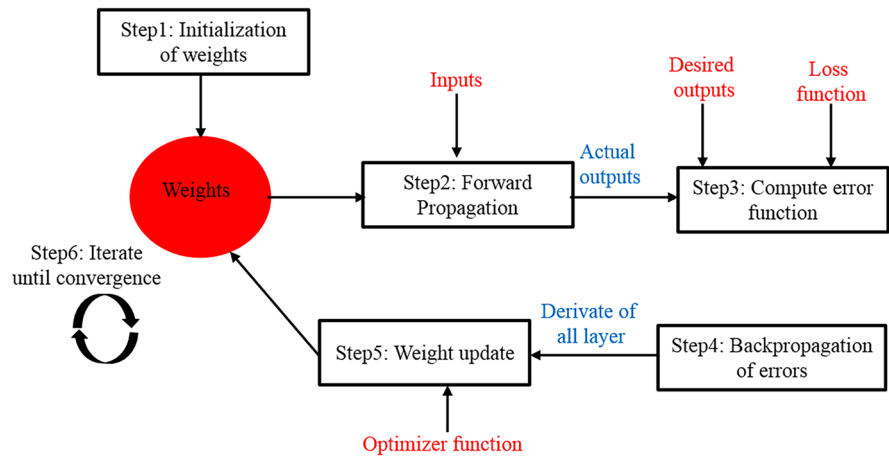 Step1: Initialization
of weights
Inputs
Desired
outputs
Loss
function
Weights
Step2: Forward
Propagation
Actual
outputs
Step3: Compute error
function
Step6: Iterate
until convergence
Step5: Weight update
Derivate of
all layer
Step4: Backpropagation
of errors
Optimizer function